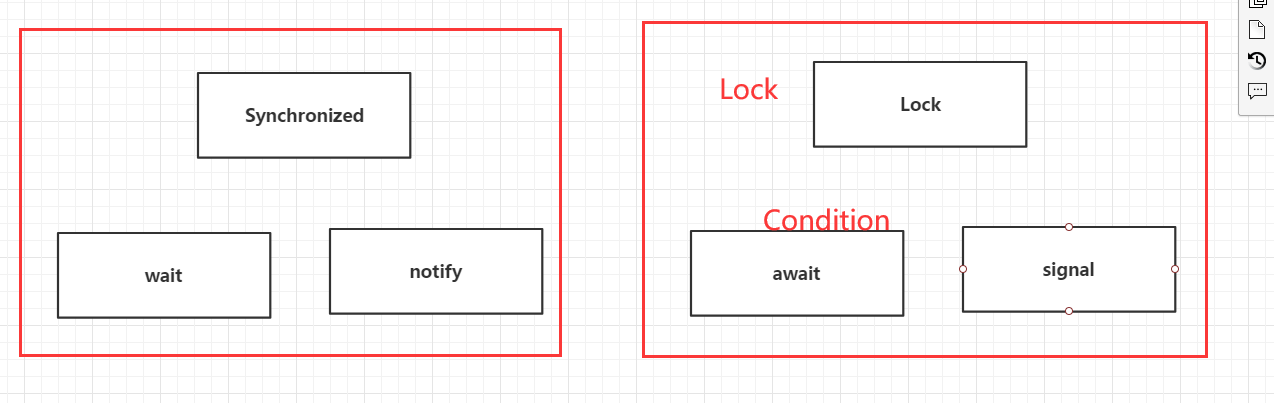 Synchronized
wait
notify
Lock
Lock
Condition
await
signal